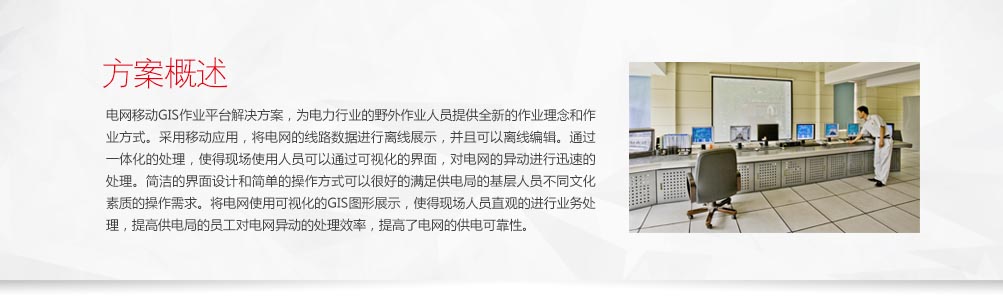 方案概述
电网移动GIS作业平台解决方案，为电力行业的野外作业人员提供全新的作业理念和作
业方式。采用移动应用，将电网的线路数据进行离线展示，并且可以离线编辑。通过
一体化的处理，使得现场使用人员可以通过可视化的界面，对电网的异动进行迅速的
处理。简洁的界面设计和简单的操作方式可以很好的满足供电局的基层人员不同文化
素质的操作需求。将电网使用可视化的GIS图形展示，使得现场人员直观的进行业务处
理，提高供电局的员工对电网异动的处理效率，提高了电网的供电可靠性。